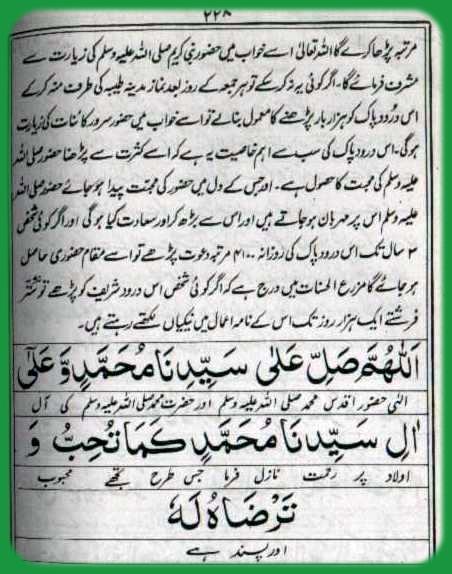 ۲۲۸
مرتبہ پڑھا کرے گا اللہ تعالیٰ اسے خواب میں حضور نبی کریم صلی اللہ علیہ وسلم کی زیارت سے
مشرف فرمائے گا۔ اگر کوئی یہ نہ کر سکے تو ہر جمعہ کے روز بعد نماز مدینہ طیبہ کی طرف منہ کر کے
اس درود پاک کو ہزار بار پڑھنے کا معمول بنالے تو اسے خواب میں حضور سرور کائنات کی زیارت
ہوگی۔ اس درود پاک کی سب سے اہم خاصیت یہ ہے کہ اسے کثرت سے پڑھنا حضور صلی اللہ
علیہ وسلم کی محبت کا حصول ہے۔ اور جس کے دل میں حضور کی محبت پیدا ہو جائے حضور صلی اللہ
علیہ وسلم اس پر مہربان ہو جاتے ہیں اور اس سے بڑھ کر اور سعادت کیا ہو گی اور اگر کوئی شخص
۳ سال تک اس درود پاک کی روزانہ ۴۱۰۰ مرتبہ دعوت پڑھے تو اسے مقام حضوری حاصل
ہو جائے گا مزرع الحسنات میں درج ہے کہ اگر کوئی شخص اس درود شریف کو پڑھے تو ستر
فرشتے ایک ہزار روز تک اس کے نامہ اعمال میں نیکیاں لکھتے رہتے ہیں۔
اَللّٰهُمَّ صَلِّ عَلٰى سَيِّدِنَا مُحَمَّدٍ وَّعَلٰى
الٰہی حضور اقدس محمد صلی اللہ علیہ وسلم اور حضرت محمد صلی اللہ علیہ وسلم کی آل
اٰلِ سَيِّدِنَا مُحَمَّدٍ كَمَا تُحِبُّ وَ
اولاد پر رحمت نازل فرما جس طرح تجھے محبوب
تَرْضَاهُ لَهٗ
اور پسند ہے